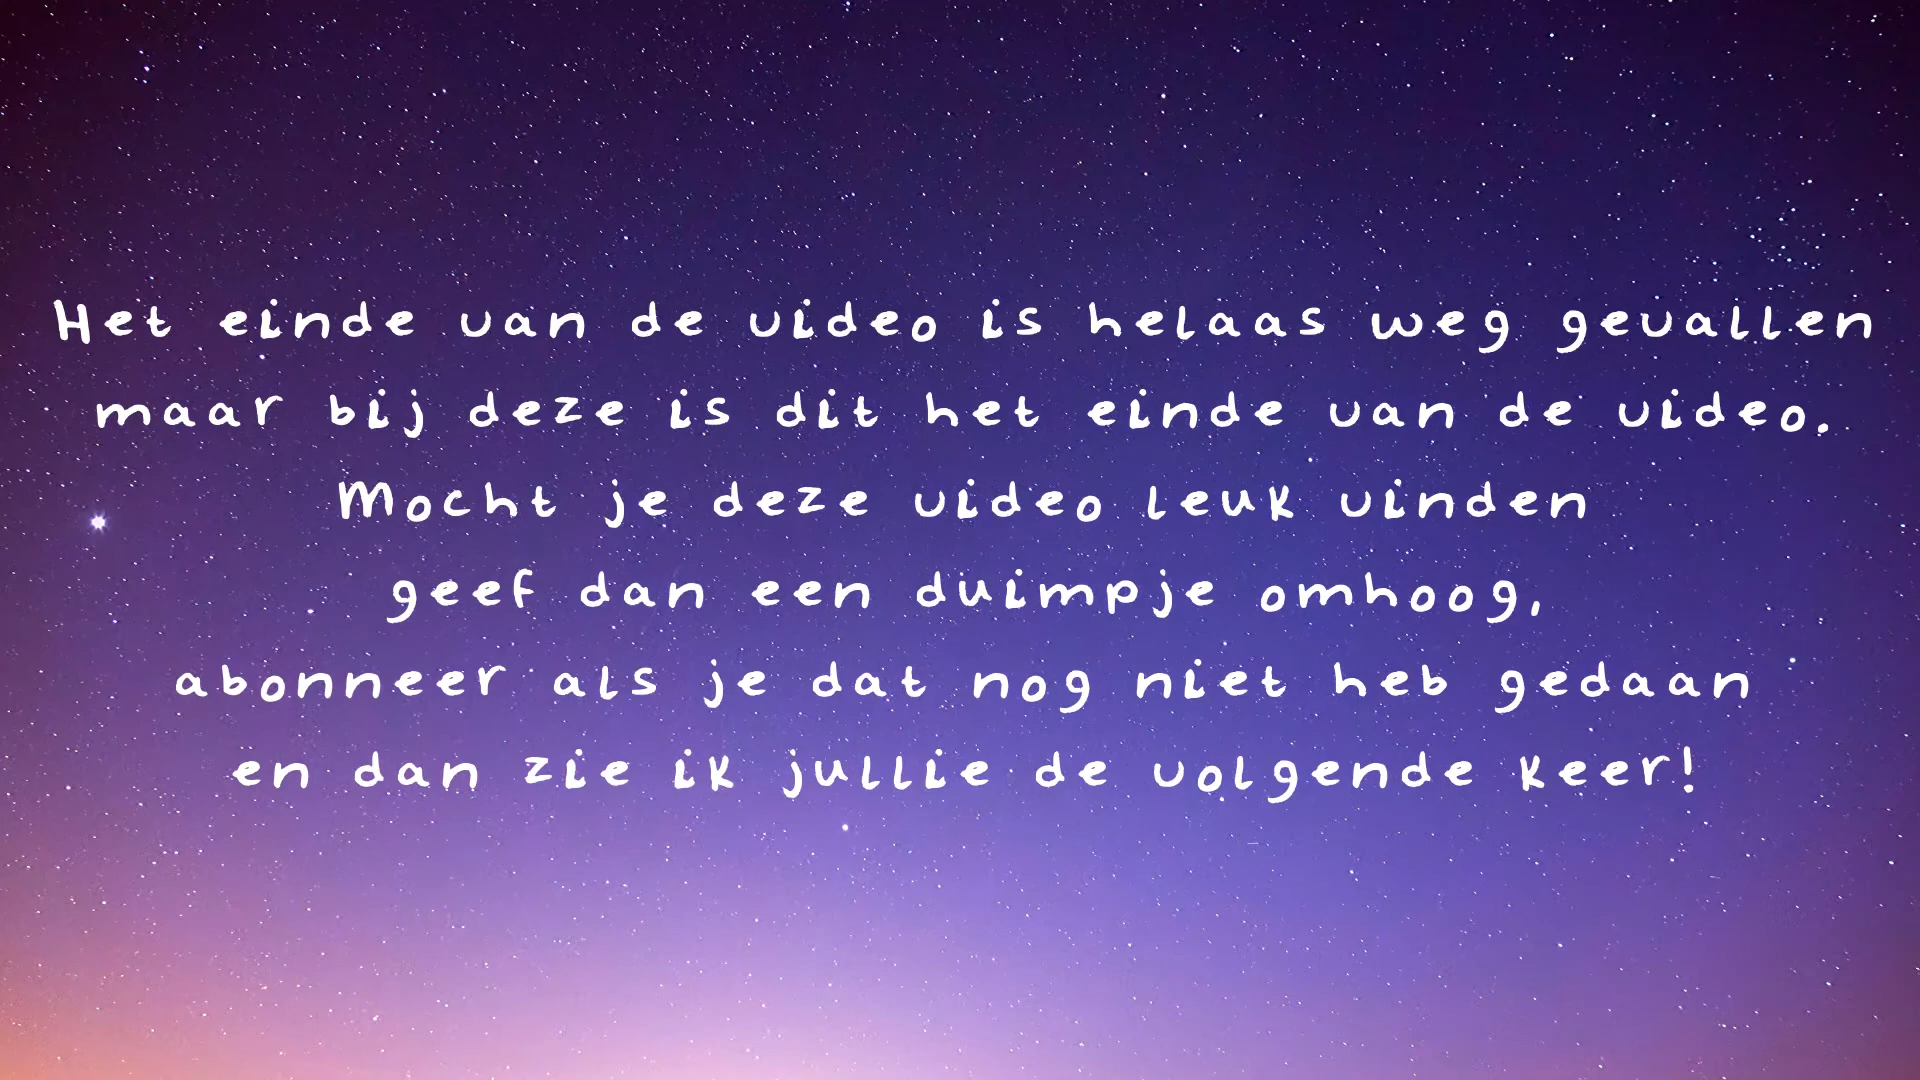 Het einde van de video is helaas weg gevallen
maar bij deze is dit het einde van de video.
Mocht je deze video leuk vinden
geef dan een duimpje omhoog,
abonneer als je dat nog niet heb gedaan
en dan zie ik jullie de volgende keer!